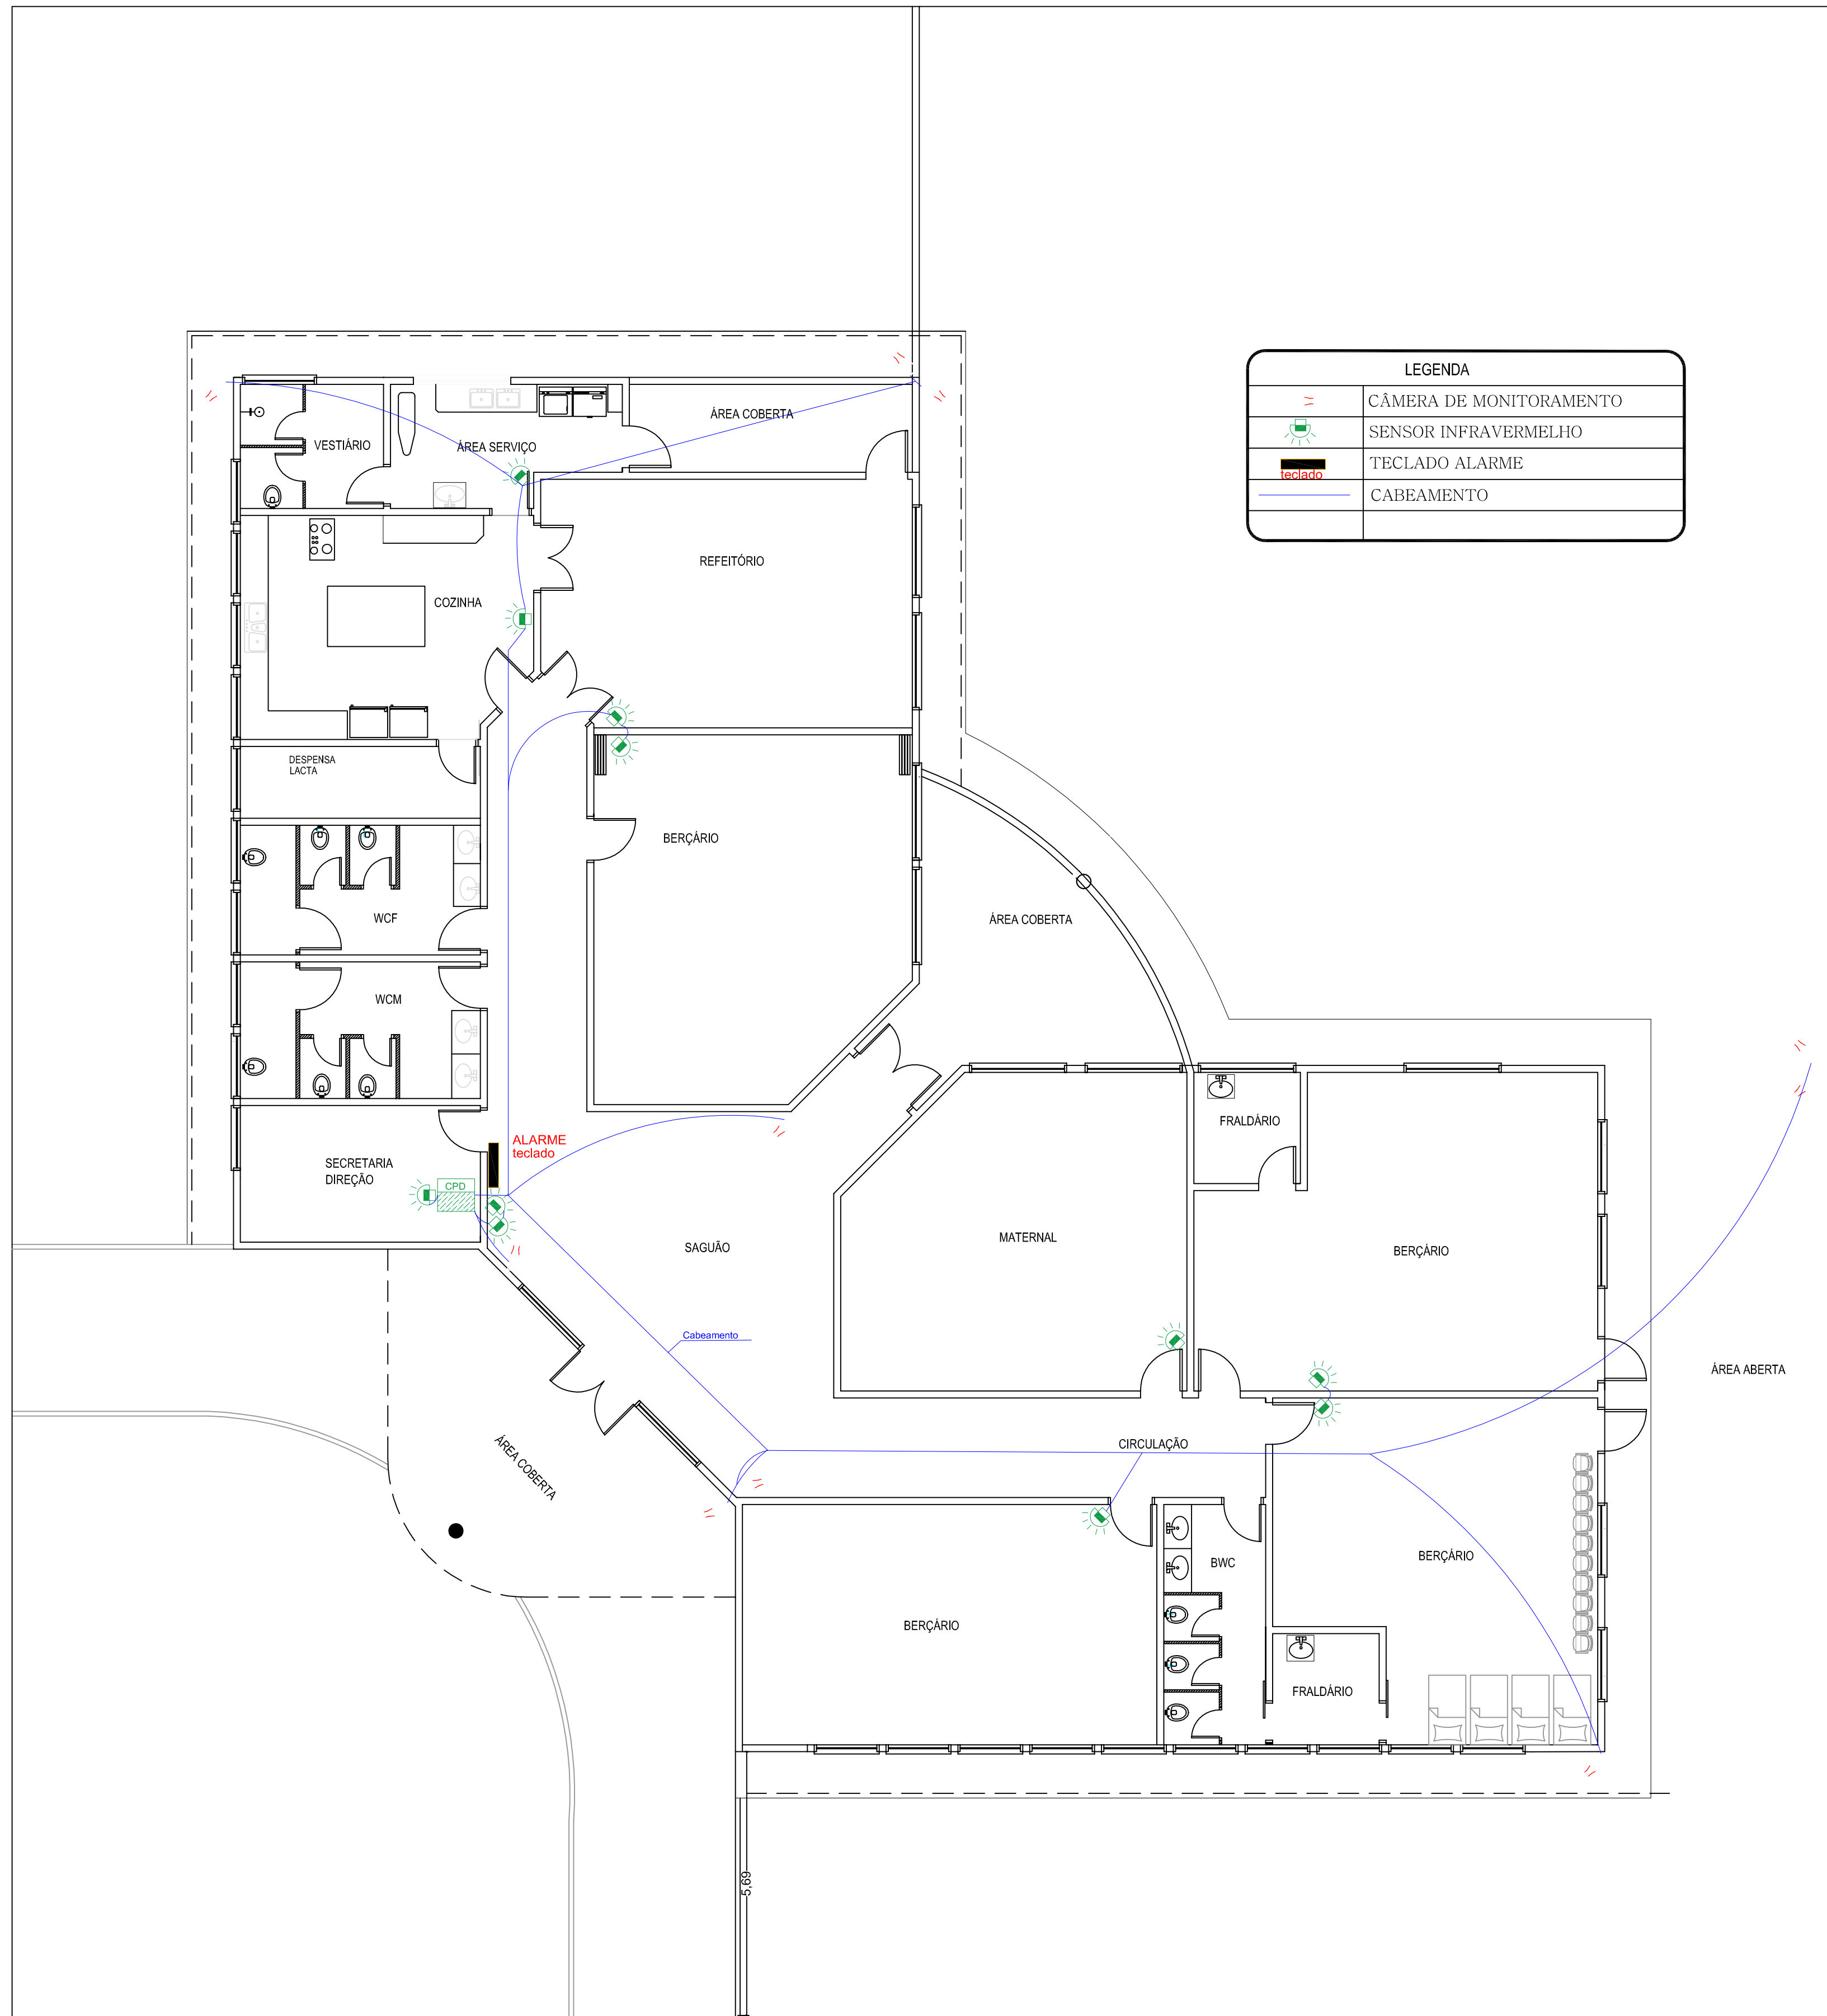 LEGENDA
CÂMERA DE MONITORAMENTO
SENSOR INFRAVERMELHO
teclado
TECLADO ALARME
CABEAMENTO
ÁREA COBERTA
VESTIÁRIO
ÁREA SERVIÇO
REFEITÓRIO
COZINHA
DESPENSA
LACTA
BERÇÁRIO
WCF
ÁREA COBERTA
WCM
FRALDÁRIO
ALARME
teclado
SECRETARIA
DIREÇÃO
CPD
MATERNAL
SAGUÃO
BERÇÁRIO
Cabeamento
ÁREA ABERTA
ÁREA COBERTA
CIRCULAÇÃO
BERÇÁRIO
BWC
BERÇÁRIO
FRALDÁRIO
5,69